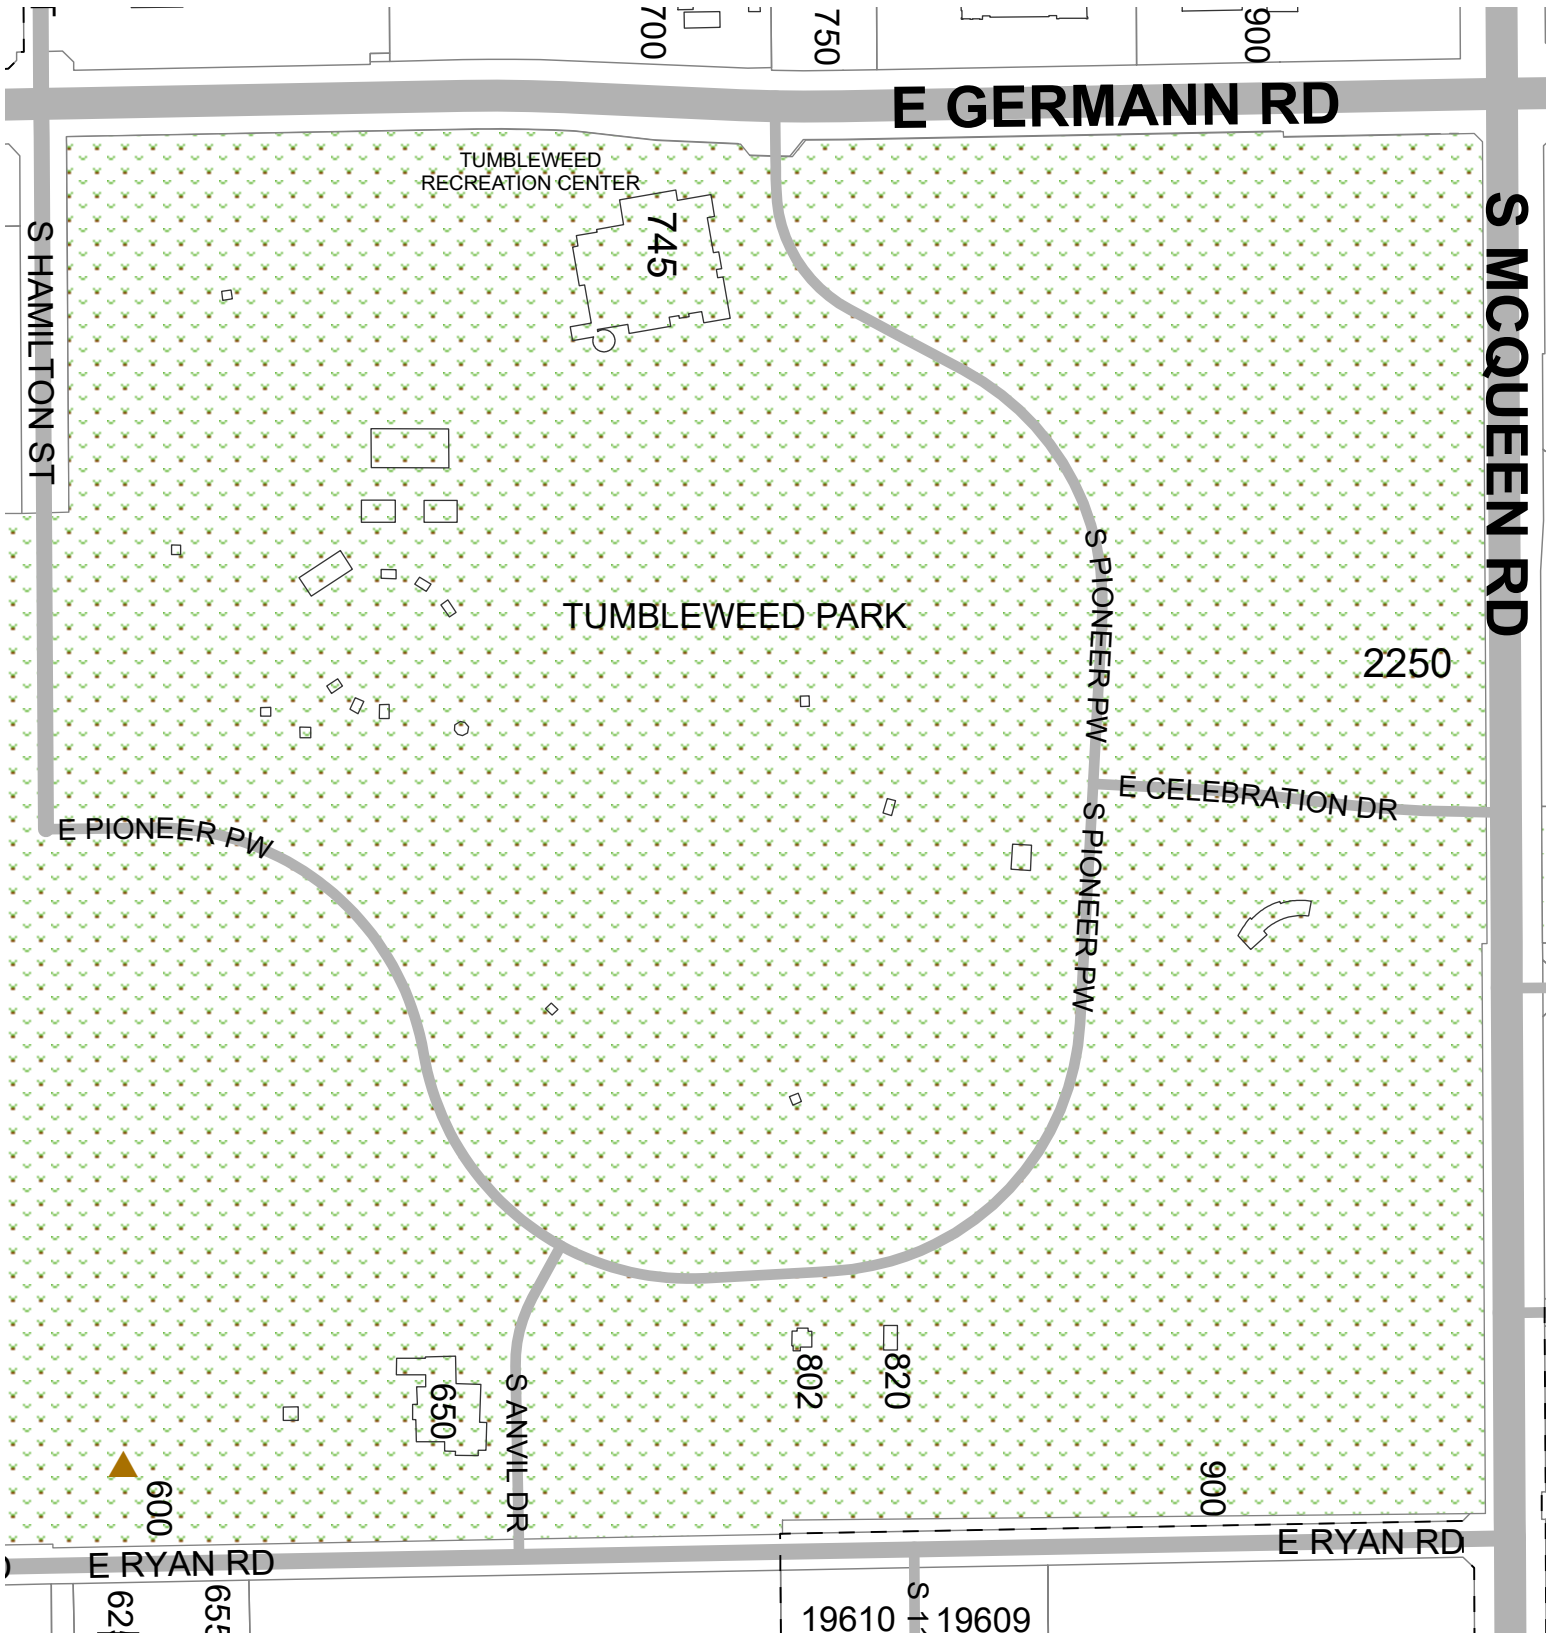 700
750
900
E GERMANN RD
TUMBLEWEED
RECREATION CENTER
745
S HAMILTON ST
S MCQUEEN RD
S PIONEER PW
TUMBLEWEED PARK
2250
E CELEBRATION DR
E PIONEER PW
S PIONEER PW
802
820
650
S ANVIL DR
600
900
E RYAN RD
E RYAN RD
655
19610
19609